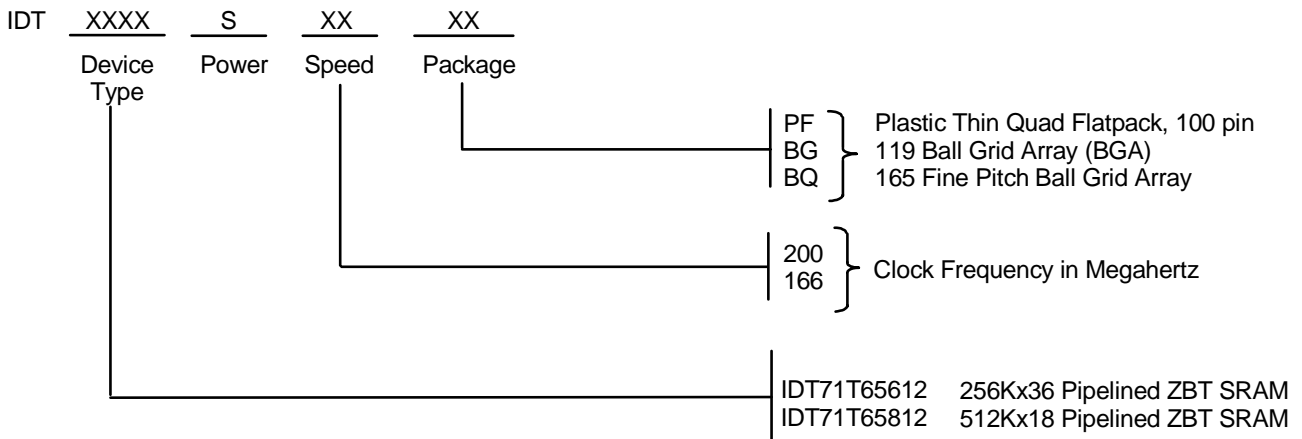 IDT XXXX S XX XX
Device Type Power Speed Package
PF Plastic Thin Quad Flatpack, 100 pin
BG 119 Ball Grid Array (BGA)
BQ 165 Fine Pitch Ball Grid Array
200
166
Clock Frequency in Megahertz
IDT71T65612 256Kx36 Pipelined ZBT SRAM
IDT71T65812 512Kx18 Pipelined ZBT SRAM